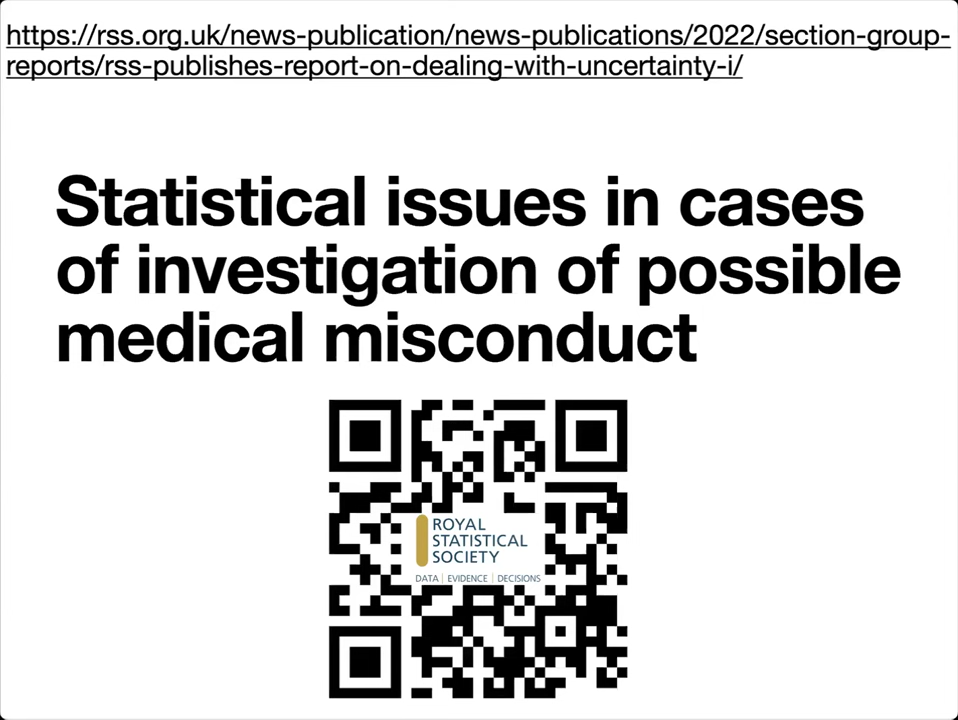 https://rss.org.uk/news-publication/news-publications/2022/section-group-
reports/rss-publishes-report-on-dealing-with-uncertainty-i/
Statistical issues in cases
of investigation of possible
medical misconduct
ROYAL
STATISTICAL
SOCIETY
DATA | EVIDENCE | DECISIONS